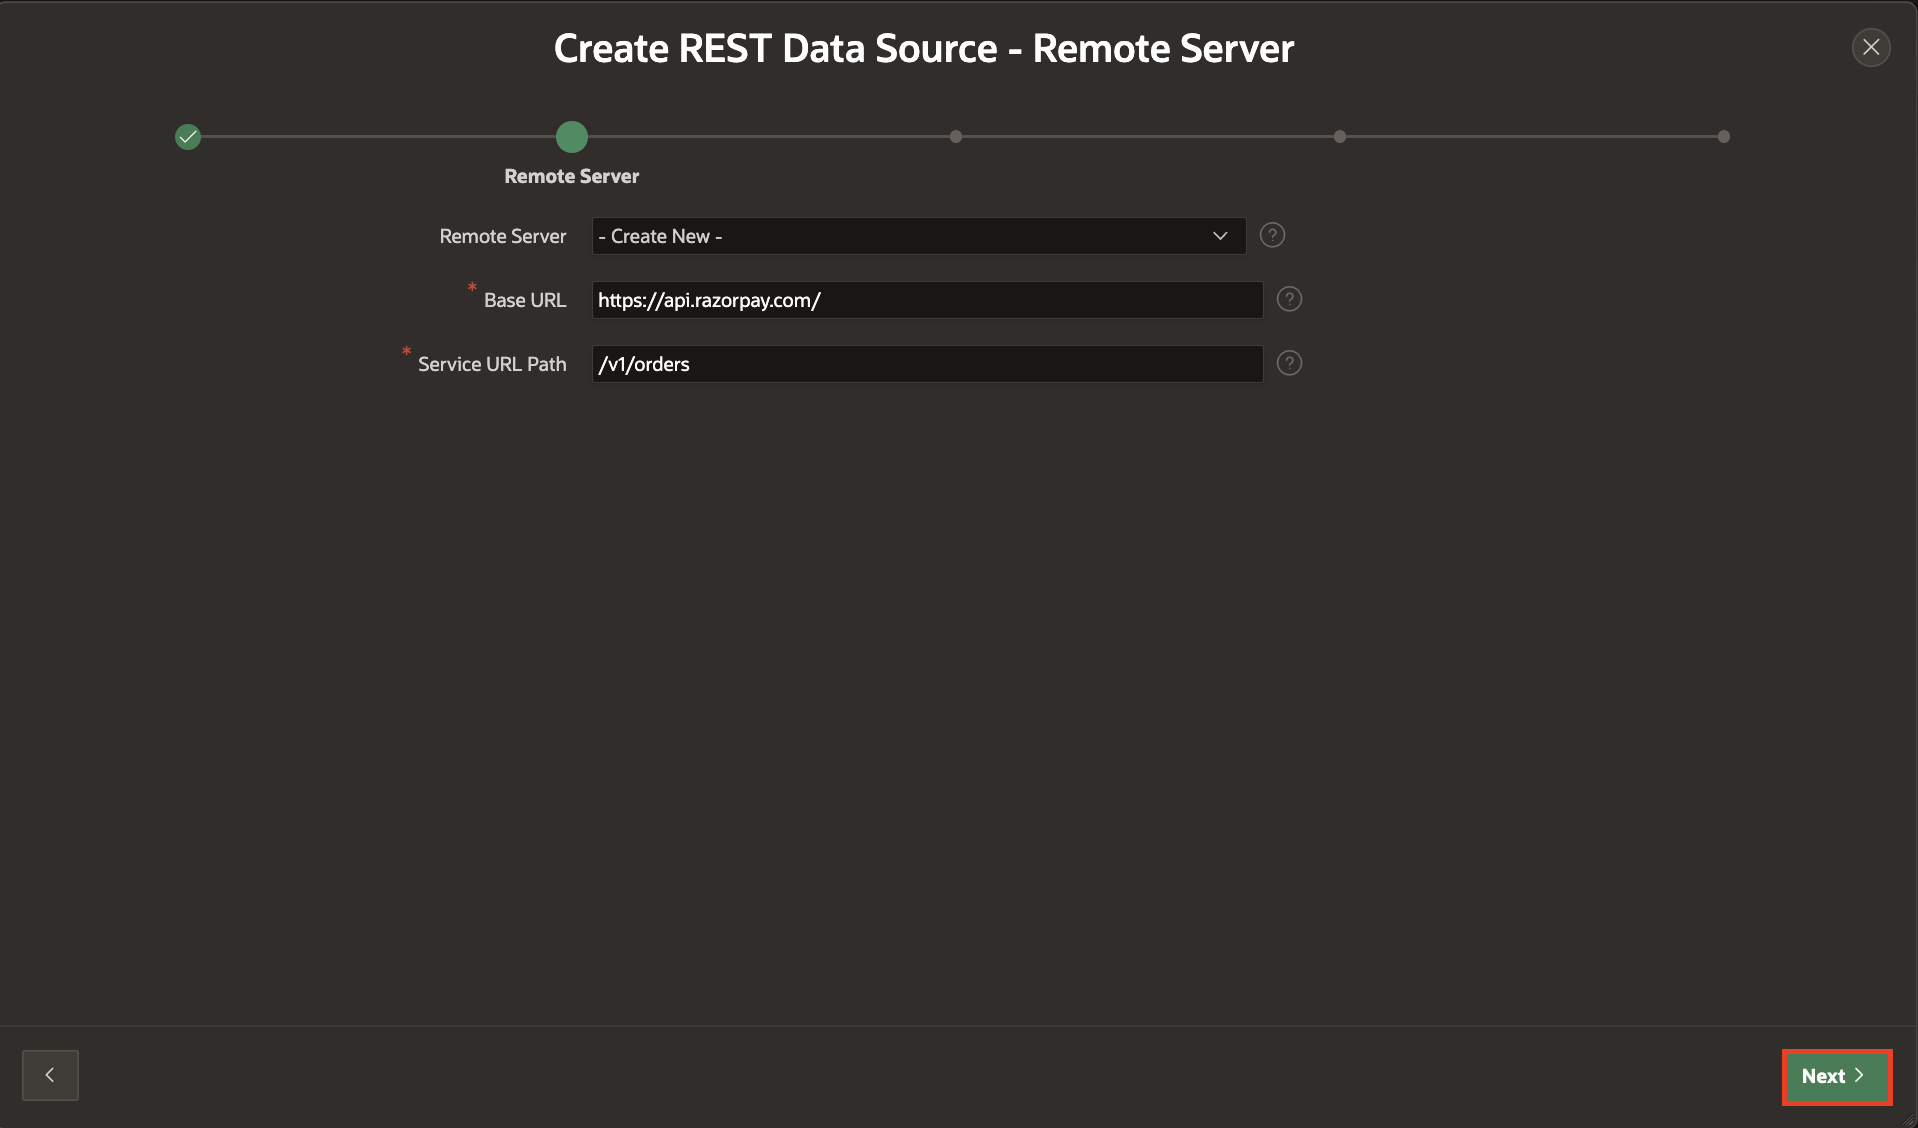 Create REST Data Source - Remote Server
Remote Server
Remote Server - Create New - ?
* Base URL https://api.razorpay.com/ ?
* Service URL Path /v1/orders ?
Next